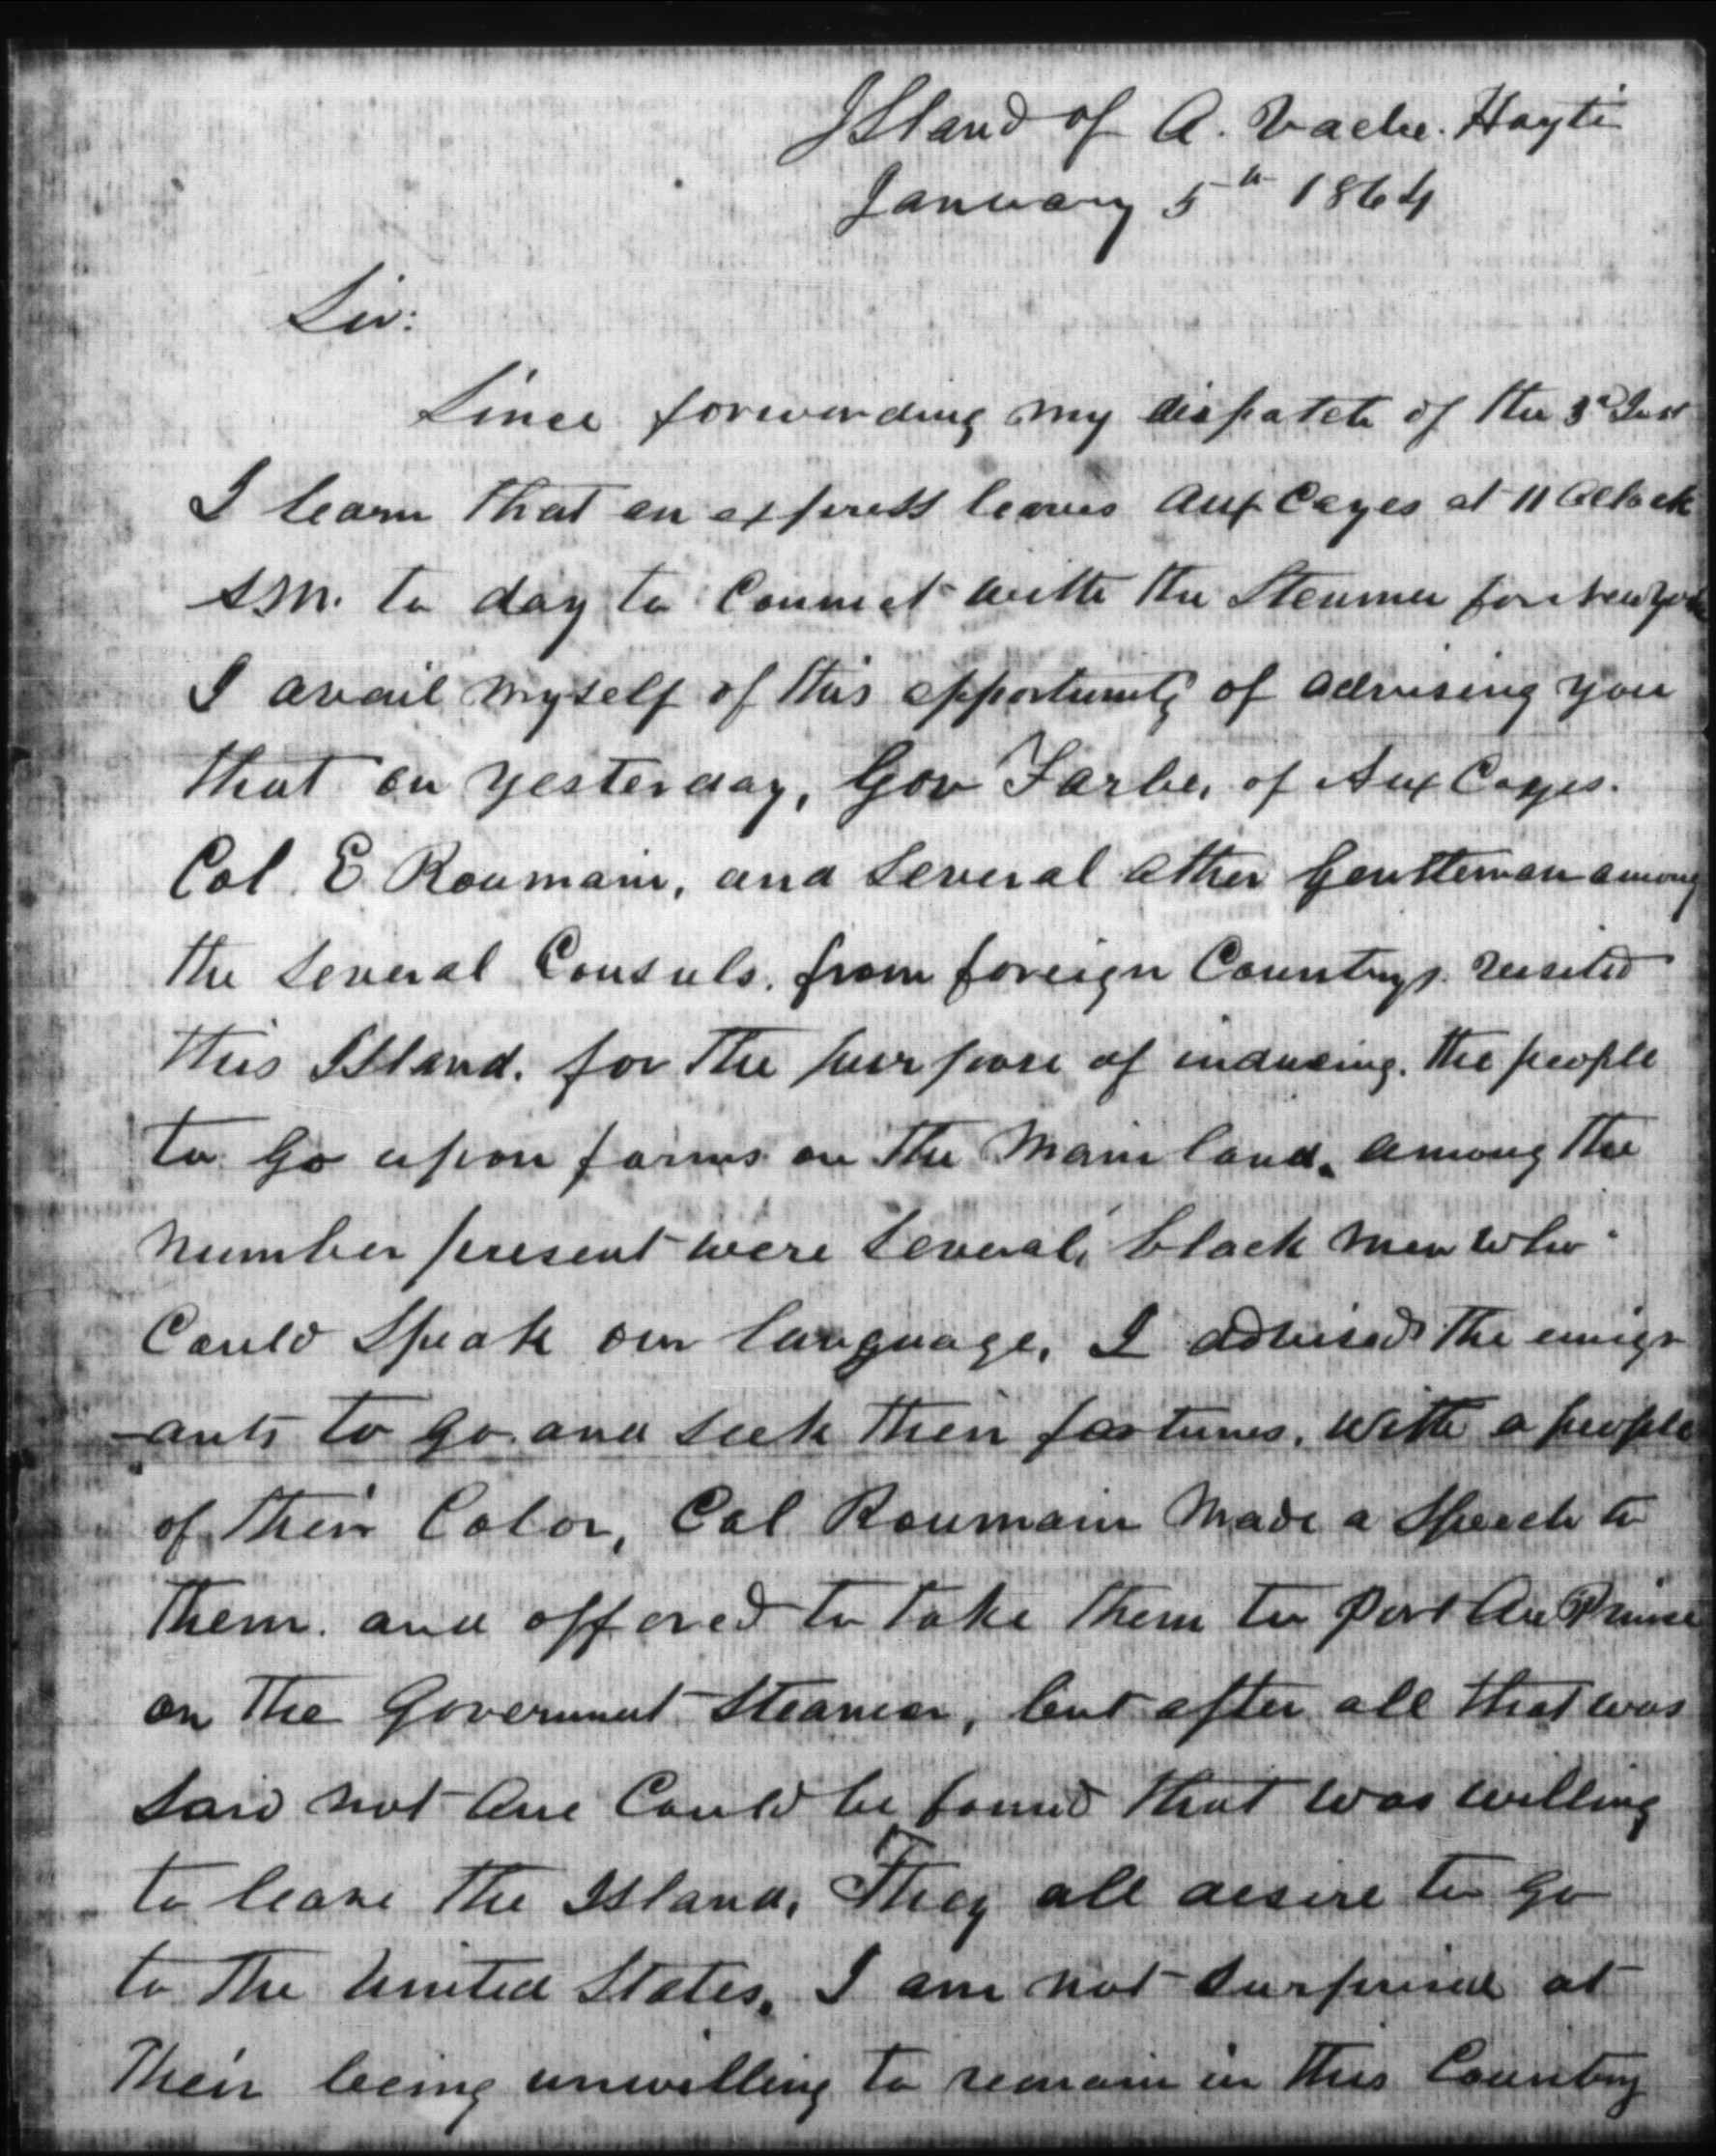 Island of A. Vache. Hayti
January 5th 1864
Sir:
Since forwarding my dispatch of the 3d Inst
I learn that an express leaves Aux Cayes at 11 Oclock
A.M. to day to Connect with the Steamer for New York
I avail myself of this opportunity of advising you
that on yesterday, Gov Farber, of Aux Cayes.
Col. E Roumain, and Several other Gentleman among
the Several Consuls. from foreign Countrys. visited
this Island. for the purpose of inducing. the people
to Go upon farms on the Main land. among the
number present were Several, black men who
Could Speak our language, I advised the emigr
-ants to go. and seek their fortunes, With a people
of their Color, Col Roumain Made a Speech to
them. and offered to take them to Port Au Prince
on the Government Steamer, but after all that was
said not One Could be found that was willing
to leave the Island, They all desire to Go
to the United States, I am not surprised at
their being unwilling to remain in this Country